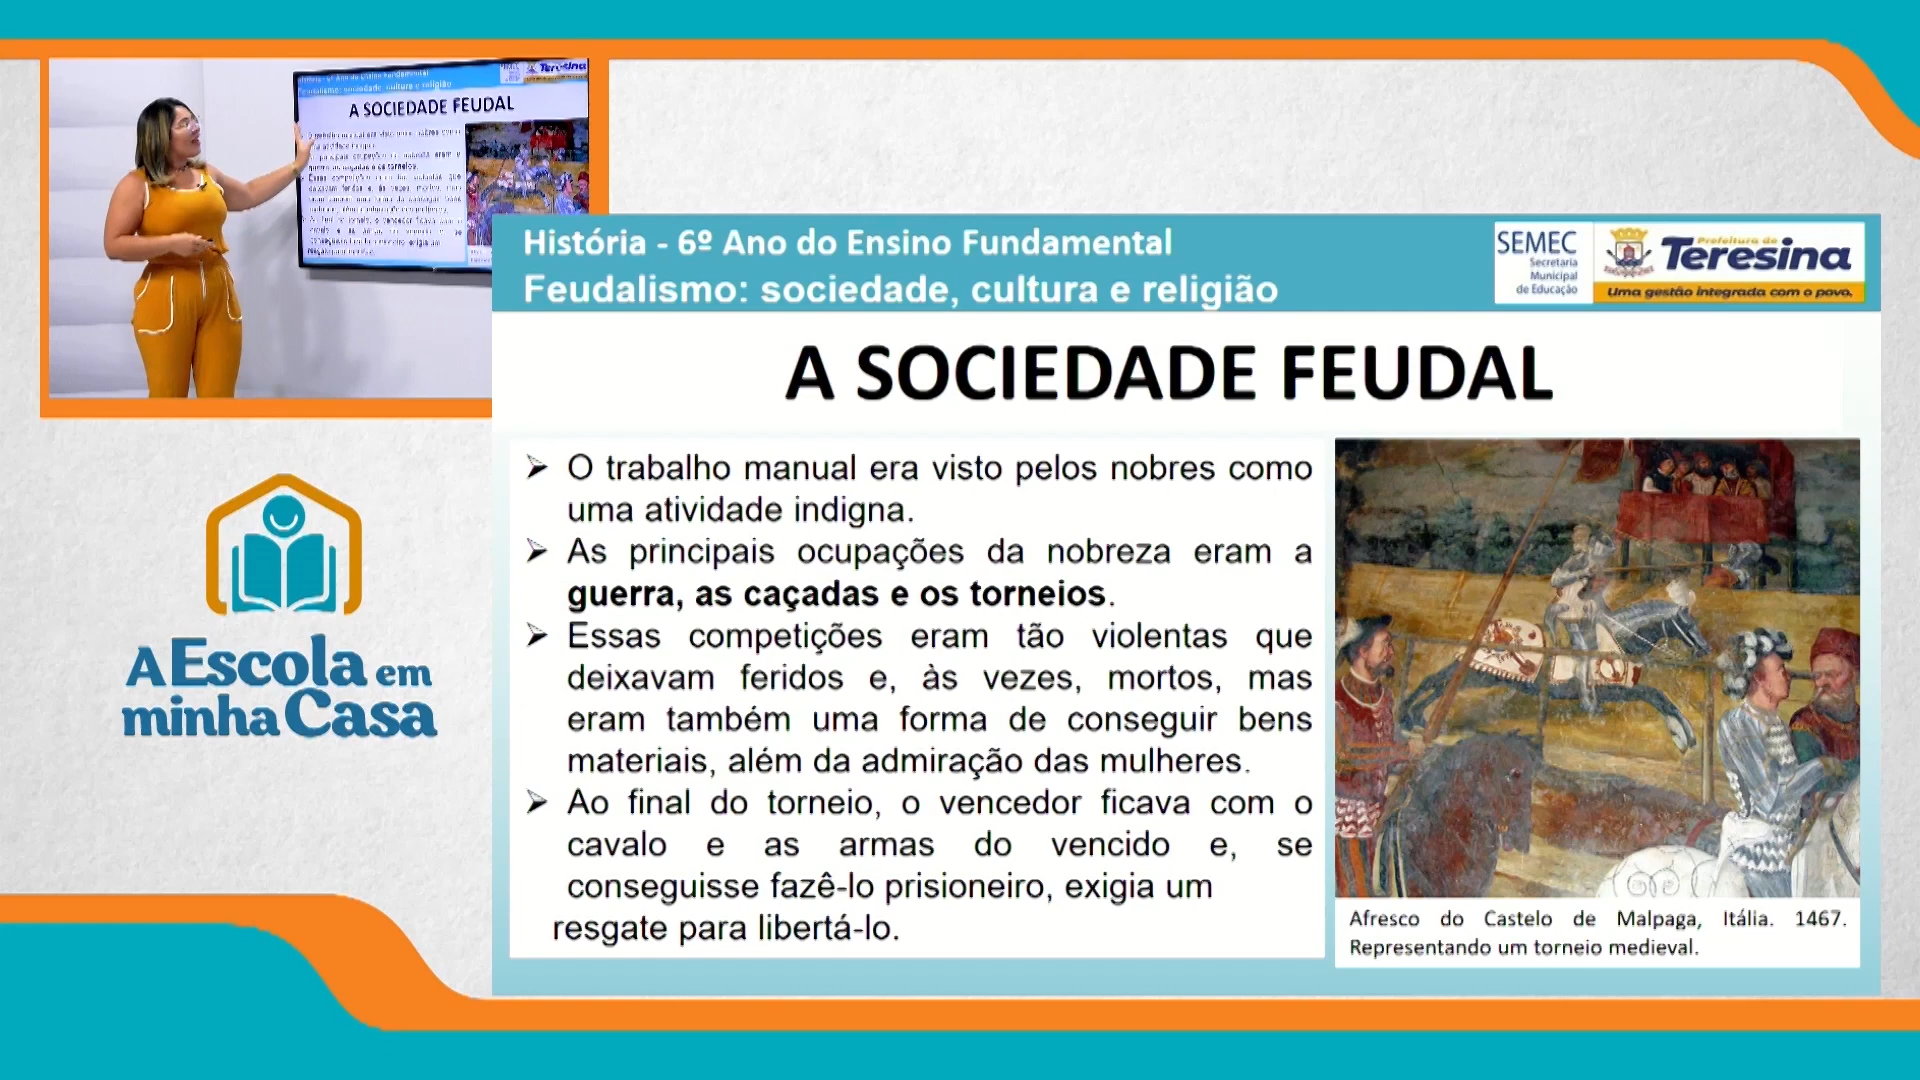 História - 6º Ano do Ensino Fundamental
Feudalismo: sociedade, cultura e religião
SEMEC
Secretaria
Municipal
de Educação
Prefeitura de
Teresina
Uma gestão integrada com o povo.
A SOCIEDADE FEUDAL
➢ O trabalho manual era visto pelos nobres como
uma atividade indigna.
➢ As principais ocupações da nobreza eram a
guerra, as caçadas e os torneios.
➢ Essas competições eram tão violentas que
deixavam feridos e, às vezes, mortos, mas
eram também uma forma de conseguir bens
materiais, além da admiração das mulheres.
➢ Ao final do torneio, o vencedor ficava com o
cavalo e as armas do vencido e, se
conseguisse fazê-lo prisioneiro, exigia um
resgate para libertá-lo.
Afresco do Castelo de Malpaga, Itália. 1467.
Representando um torneio medieval.
A Escola em
minha Casa
A SOCIEDADE FEUDAL
Teresina